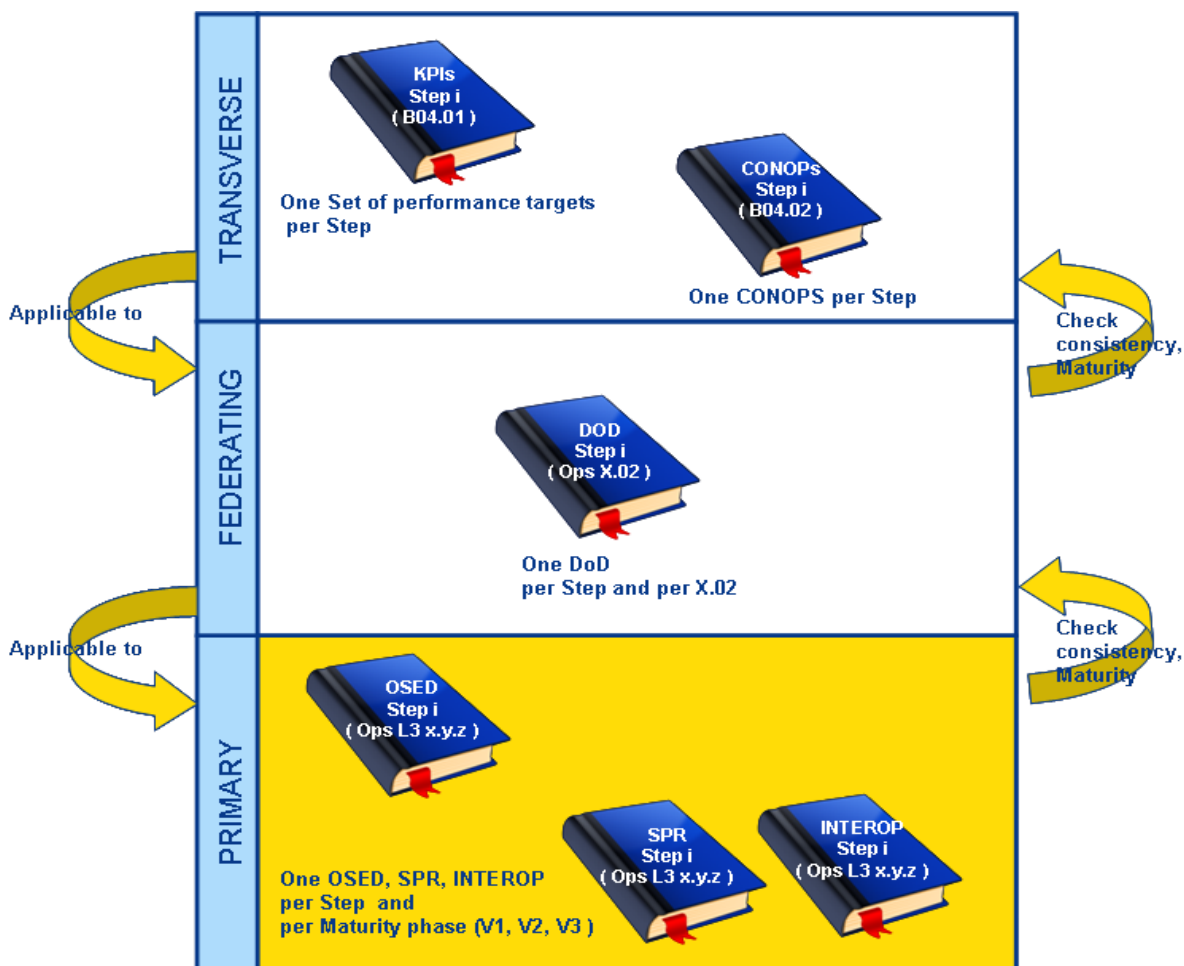 TRANSVERSE
KPIs
Step i
( B04.01 )
One Set of performance targets
per Step
CONOPs
Step i
( B04.02 )
One CONOPS per Step
Applicable to
Check
consistency,
Maturity
FEDERATING
DOD
Step i
( Ops X.02 )
One DoD
per Step and per X.02
Applicable to
Check
consistency,
Maturity
PRIMARY
OSED
Step i
( Ops L3 x.y.z )
SPR
Step i
( Ops L3 x.y.z )
INTEROP
Step i
( Ops L3 x.y.z )
One OSED, SPR, INTEROP
per Step and
per Maturity phase (V1, V2, V3 )